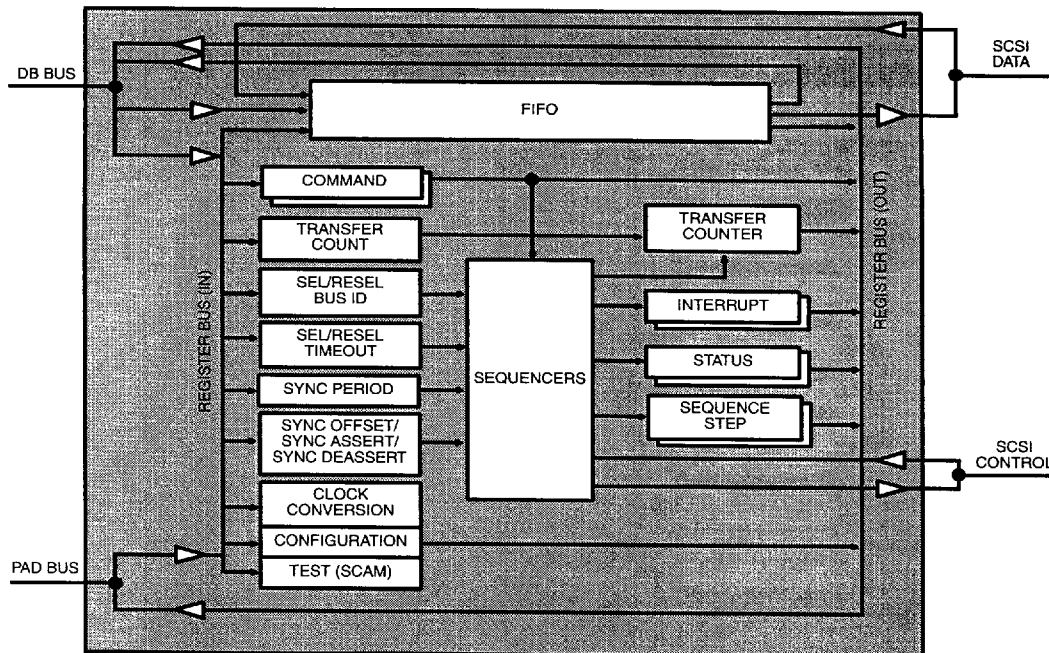 SCSI
DATA
DB BUS
FIFO
COMMAND
TRANSFER
COUNT
TRANSFER
COUNTER
SEL/RESEL
BUS ID
SEL/RESEL
TIMEOUT
SYNC PERIOD
SYNC OFFSET/
SYNC ASSERT/
SYNC DEASSERT
CLOCK
CONVERSION
CONFIGURATION
TEST (SCAM)
SEQUENCERS
INTERRUPT
STATUS
SEQUENCE
STEP
REGISTER BUS (IN)
REGISTER BUS (OUT)
SCSI
CONTROL
PAD BUS